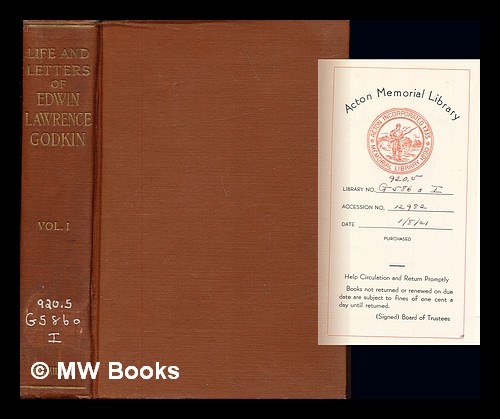 LIFE AND
LETTERS
OF
EDWIN
LAWRENCE
GODKIN
VOL. I
920.5
G586o
I
© MW Books
Acton Memorial Library
ACTON INCORPORATED 1735
MEMORIAL LIBRARY 1890
920.5
LIBRARY NO. G586o I
ACCESSION NO. 12982
DATE 1/5/21
PURCHASED
Help Circulation and Return Promptly
Books not returned or renewed on due
date are subject to fines of one cent a
day until returned.
(Signed) Board of Trustees